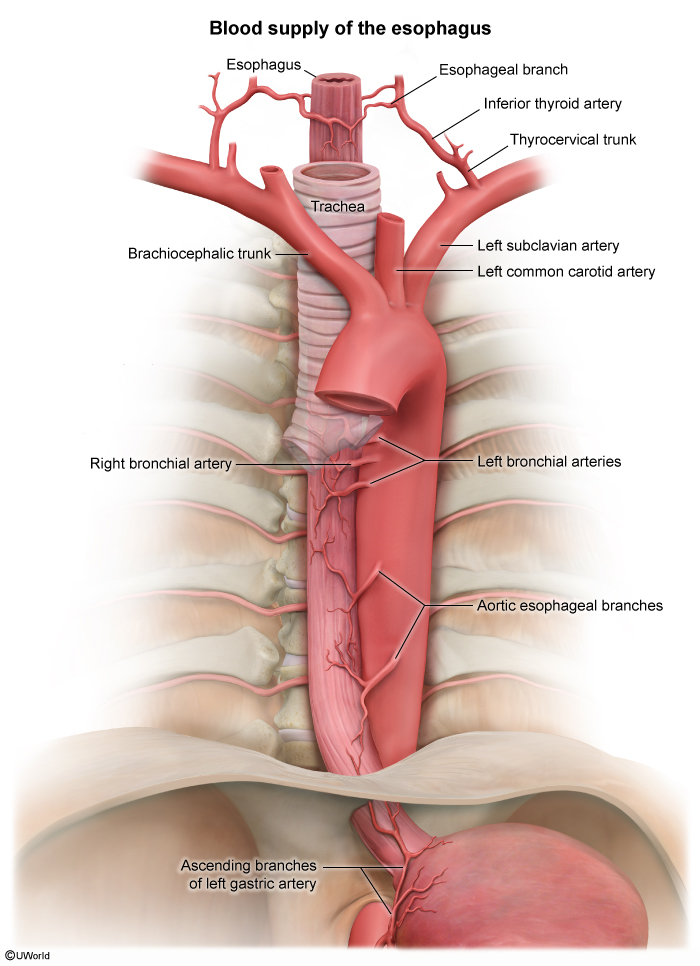 Blood supply of the esophagus
Esophagus
Esophageal branch
Inferior thyroid artery
Thyrocervical trunk
Trachea
Brachiocephalic trunk
Left subclavian artery
Left common carotid artery
Right bronchial artery
Left bronchial arteries
Aortic esophageal branches
Ascending branches
of left gastric artery
©UWorld